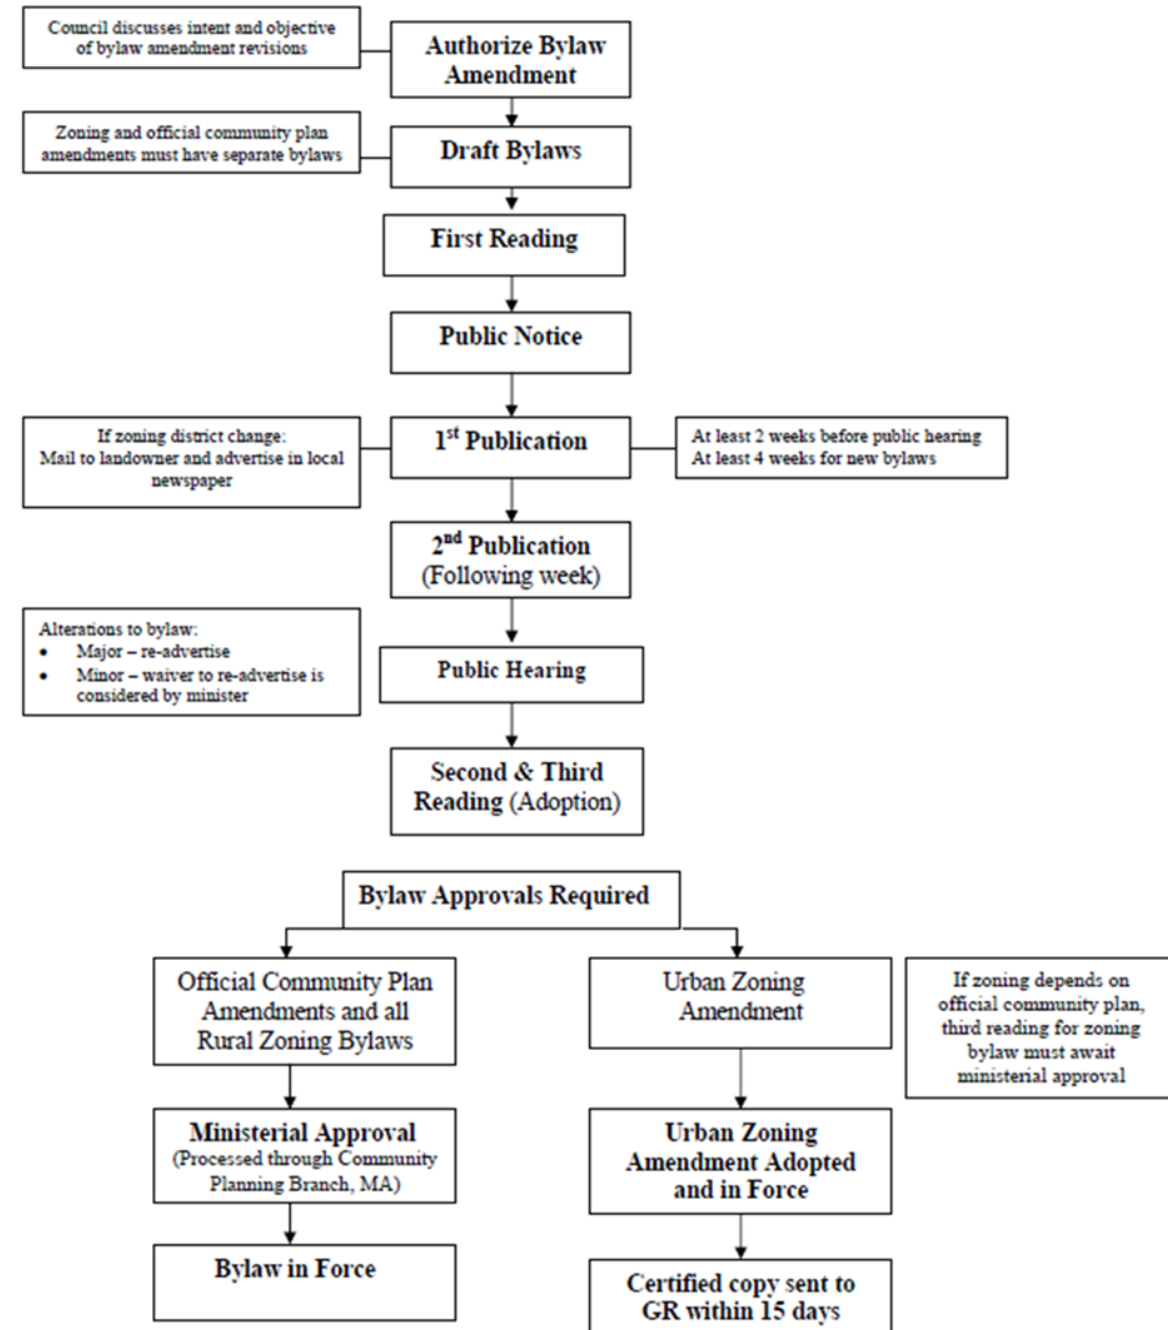 Council discusses intent and objective
of bylaw amendment revisions
Authorize Bylaw
Amendment
Zoning and official community plan
amendments must have separate bylaws
Draft Bylaws
First Reading
Public Notice
If zoning district change:
Mail to landowner and advertise in local
newspaper
1st Publication
At least 2 weeks before public hearing
At least 4 weeks for new bylaws
2nd Publication
(Following week)
Alterations to bylaw:
• Major – re-advertise
• Minor – waiver to re-advertise is
considered by minister
Public Hearing
Second & Third
Reading (Adoption)
Bylaw Approvals Required
Official Community Plan
Amendments and all
Rural Zoning Bylaws
Urban Zoning
Amendment
If zoning depends on
official community plan,
third reading for zoning
bylaw must await
ministerial approval
Ministerial Approval
(Processed through Community
Planning Branch, MA)
Urban Zoning
Amendment Adopted
and in Force
Bylaw in Force
Certified copy sent to
GR within 15 days